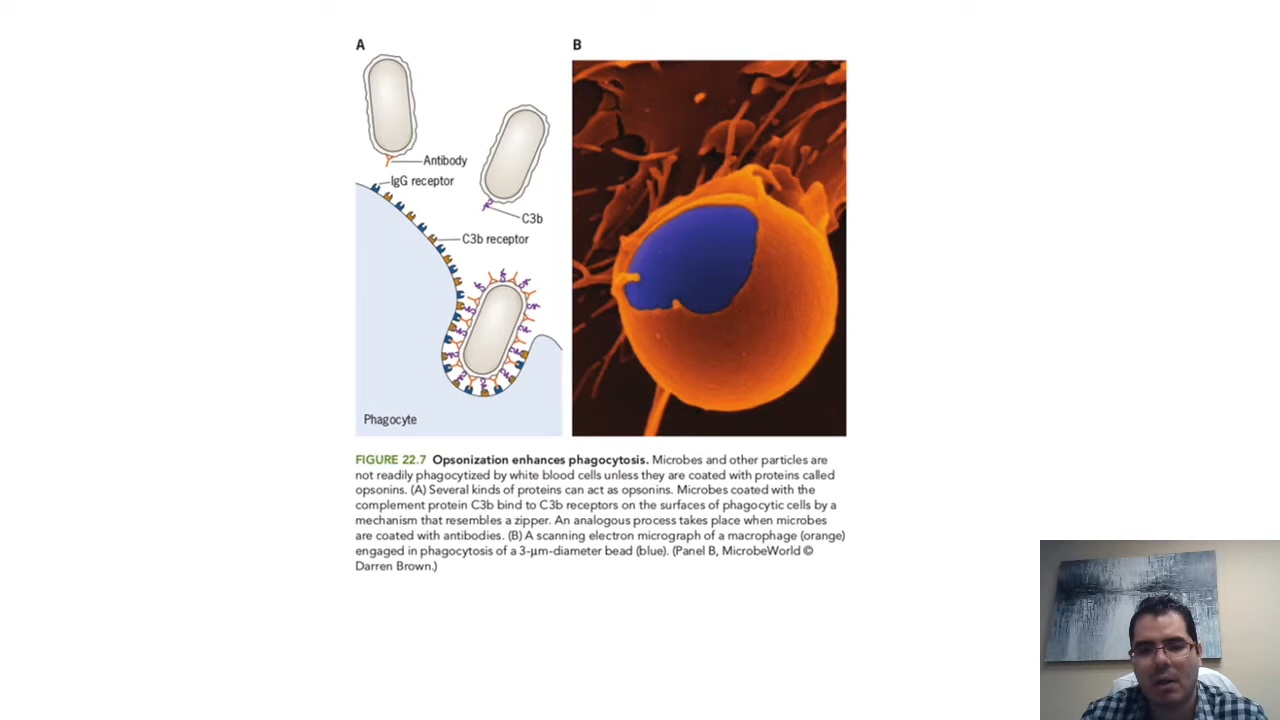 A
B
Antibody
IgG receptor
C3b
C3b receptor
Phagocyte
FIGURE 22.7 Opsonization enhances phagocytosis. Microbes and other particles are
not readily phagocytized by white blood cells unless they are coated with proteins called
opsonins. (A) Several kinds of proteins can act as opsonins. Microbes coated with the
complement protein C3b bind to C3b receptors on the surfaces of phagocytic cells by a
mechanism that resembles a zipper. An analogous process takes place when microbes
are coated with antibodies. (B) A scanning electron micrograph of a macrophage (orange)
engaged in phagocytosis of a 3-μm-diameter bead (blue). (Panel B, MicrobeWorld ©
Darren Brown.)